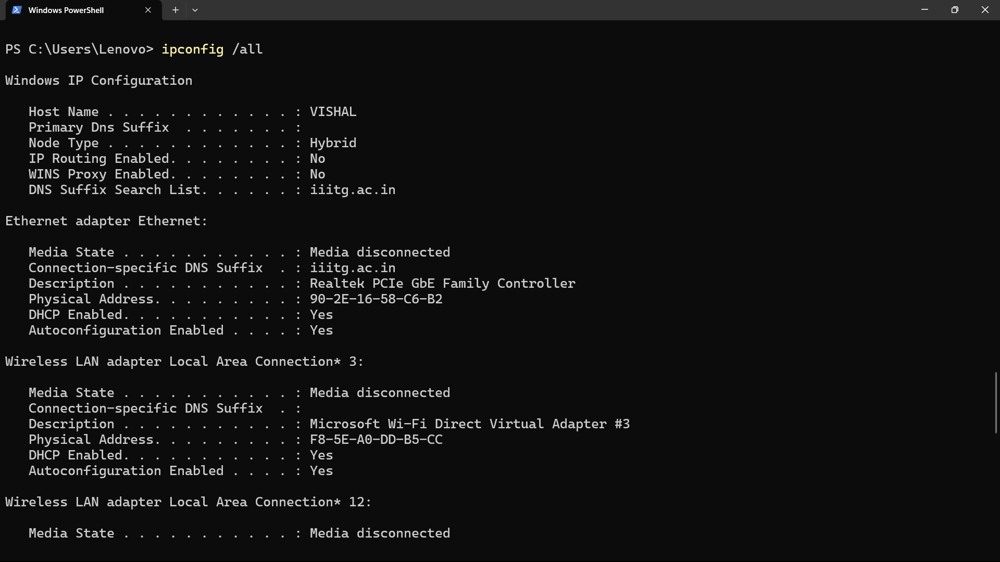 Windows PowerShell
PS C:\Users\Lenovo> ipconfig /all
Windows IP Configuration
Host Name . . . . . . . . . . . . : VISHAL
Primary Dns Suffix  . . . . . . . :
Node Type . . . . . . . . . . . . : Hybrid
IP Routing Enabled. . . . . . . . : No
WINS Proxy Enabled. . . . . . . . : No
DNS Suffix Search List. . . . . . : iiitg.ac.in
Ethernet adapter Ethernet:
Media State . . . . . . . . . . . : Media disconnected
Connection-specific DNS Suffix  . : iiitg.ac.in
Description . . . . . . . . . . . : Realtek PCIe GbE Family Controller
Physical Address. . . . . . . . . : 90-2E-16-58-C6-B2
DHCP Enabled. . . . . . . . . . . : Yes
Autoconfiguration Enabled . . . . : Yes
Wireless LAN adapter Local Area Connection* 3:
Media State . . . . . . . . . . . : Media disconnected
Connection-specific DNS Suffix  . :
Description . . . . . . . . . . . : Microsoft Wi-Fi Direct Virtual Adapter #3
Physical Address. . . . . . . . . : F8-5E-A0-DD-B5-CC
DHCP Enabled. . . . . . . . . . . : Yes
Autoconfiguration Enabled . . . . : Yes
Wireless LAN adapter Local Area Connection* 12:
Media State . . . . . . . . . . . : Media disconnected